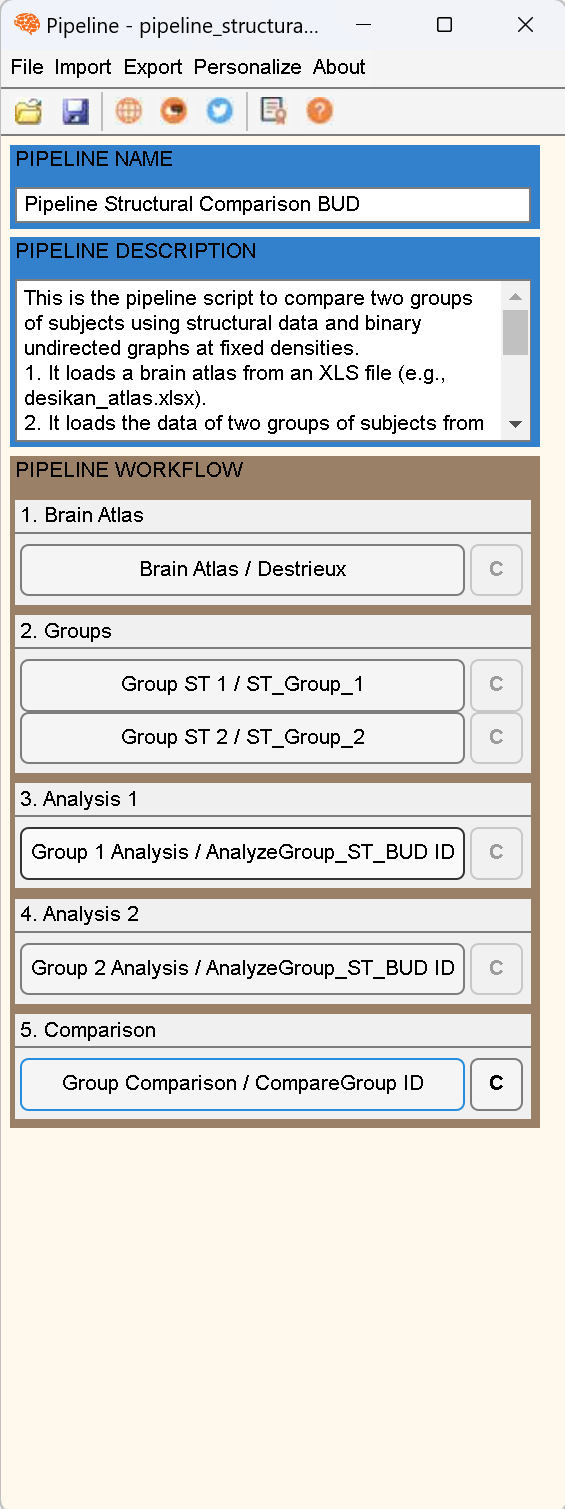 Pipeline - pipeline_structura...
File Import Export Personalize About
PIPELINE NAME
Pipeline Structural Comparison BUD
PIPELINE DESCRIPTION
This is the pipeline script to compare two groups
of subjects using structural data and binary
undirected graphs at fixed densities.
1. It loads a brain atlas from an XLS file (e.g.,
desikan_atlas.xlsx).
2. It loads the data of two groups of subjects from
PIPELINE WORKFLOW
1. Brain Atlas
Brain Atlas / Destrieux C
2. Groups
Group ST 1 / ST_Group_1 C
Group ST 2 / ST_Group_2 C
3. Analysis 1
Group 1 Analysis / AnalyzeGroup_ST_BUD ID C
4. Analysis 2
Group 2 Analysis / AnalyzeGroup_ST_BUD ID C
5. Comparison
Group Comparison / CompareGroup ID C